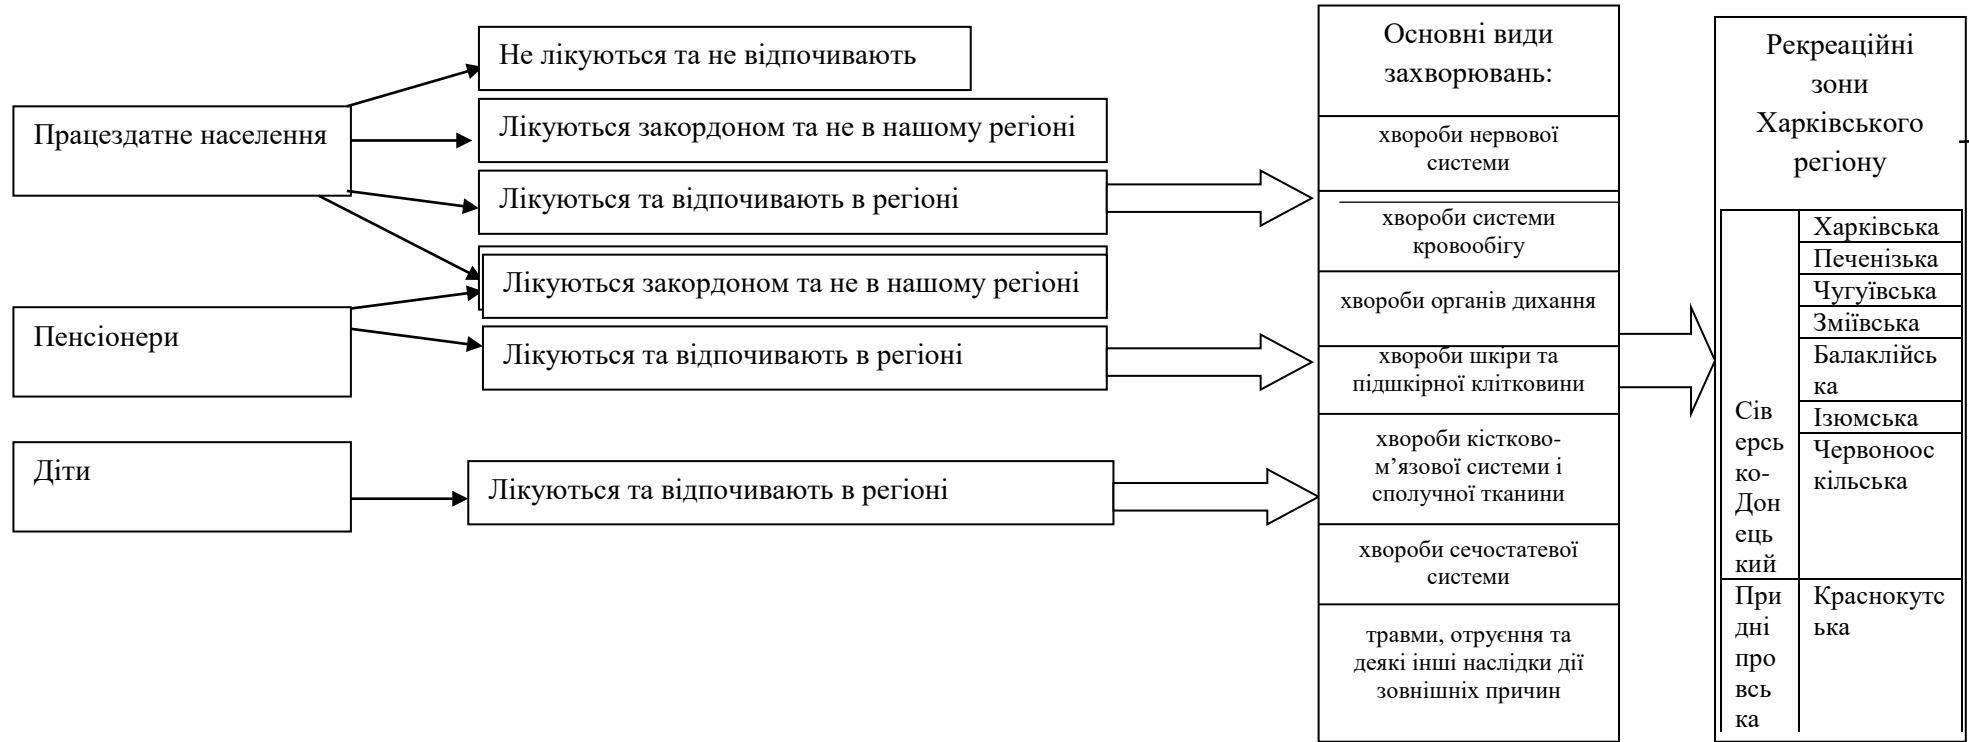 Працездатне населення
Пенсіонери
Діти
Не лікуються та не відпочивають
Лікуються закордоном та не в нашому регіоні
Лікуються та відпочивають в регіоні
Лікуються закордоном та не в нашому регіоні
Лікуються та відпочивають в регіоні
Лікуються та відпочивають в регіоні
Основні види
захворювань:
хвороби нервової
системи
хвороби системи
кровообігу
хвороби органів дихання
хвороби шкіри та
підшкірної клітковини
хвороби кістково-
м’язової системи і
сполучної тканини
хвороби сечостатевої
системи
травми, отруєння та
деякі інші наслідки дії
зовнішніх причин
Рекреаційні
зони
Харківського
регіону
Сів
ерсь
ко-
Дон
ець
кий
Харківська
Печенізька
Чугуївська
Зміївська
Балаклійсь
ка
Ізюмська
Червоноос
кільська
При
дні
про
всь
ка
Краснокутс
ька